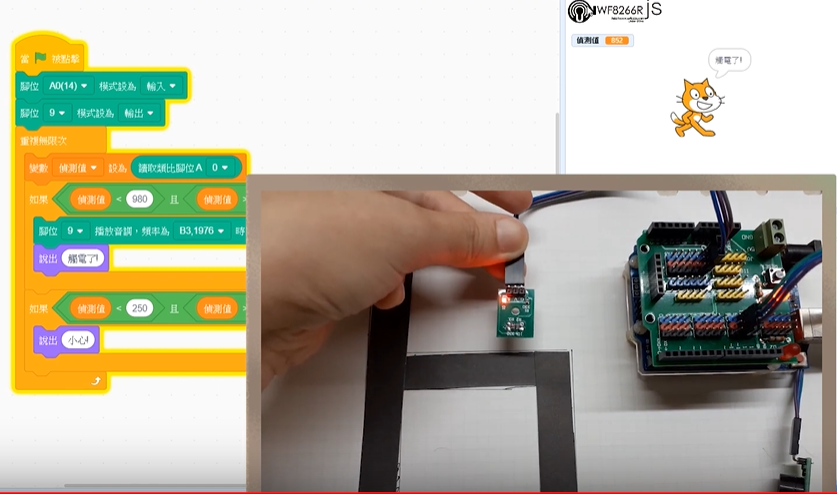 WF8266R JS
偵測值 852
觸電了!
當 被點擊
腳位 A0(14) 模式設為 輸入
腳位 9 模式設為 輸出
重複無限次
變數 偵測值 設為 讀取類比腳位A 0
如果 偵測值 < 980 且 偵測值 >
腳位 9 播放音調,頻率為 B3,1976 時
說出 觸電了!
如果 偵測值 < 250 且 偵測值 >
說出 小心!